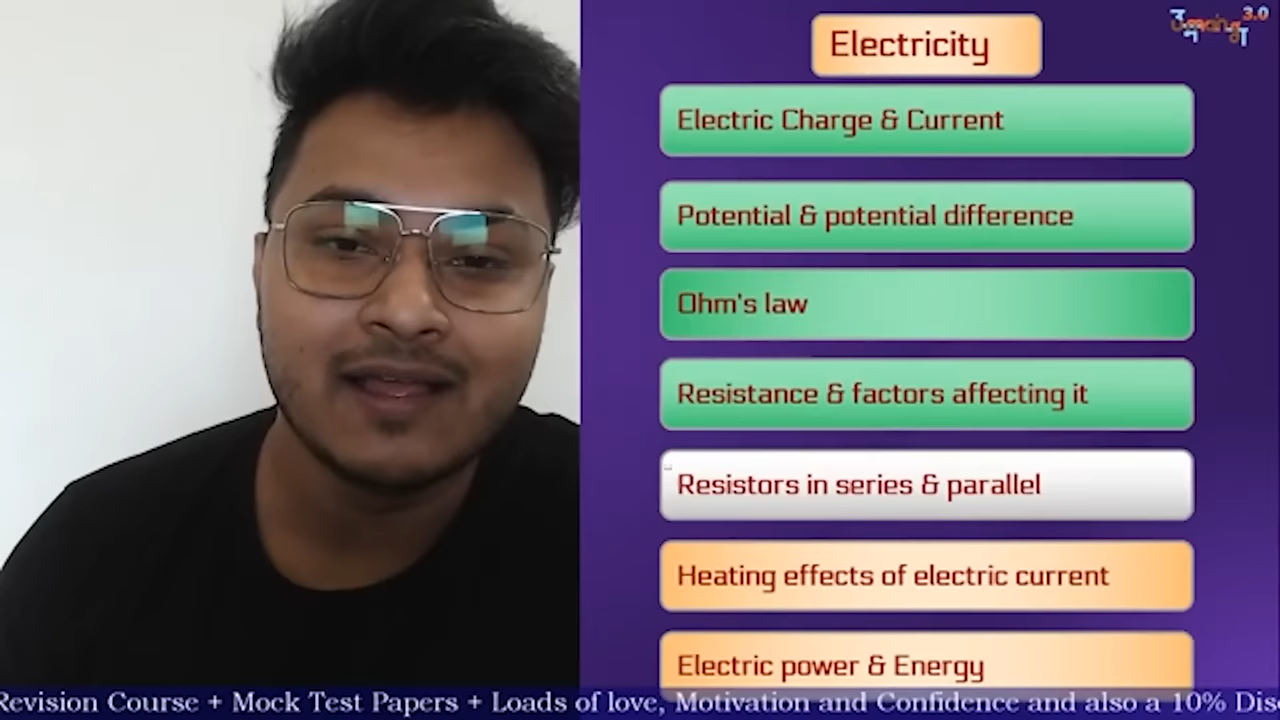 Electricity
3.0
Electric Charge & Current
Potential & potential difference
Ohm's law
Resistance & factors affecting it
Resistors in series & parallel
Heating effects of electric current
Electric power & Energy
Revision Course + Mock Test Papers + Loads of love, Motivation and Confidence and also a 10%